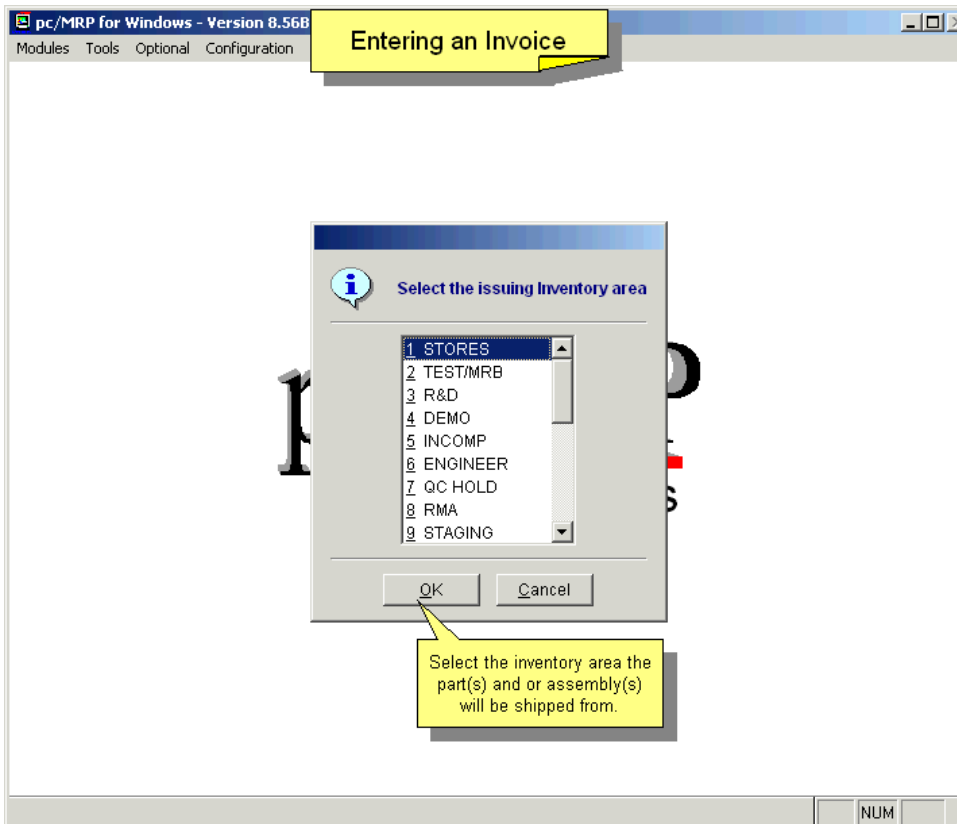 pc/MRP for Windows - Version 8.56B
Entering an Invoice
Modules Tools Optional Configuration
Select the issuing Inventory area
1 STORES
2 TEST/MRB
3 R&D
4 DEMO
5 INCOMP
6 ENGINEER
7 QC HOLD
8 RMA
9 STAGING
OK Cancel
Select the inventory area the
part(s) and or assembly(s)
will be shipped from.
NUM